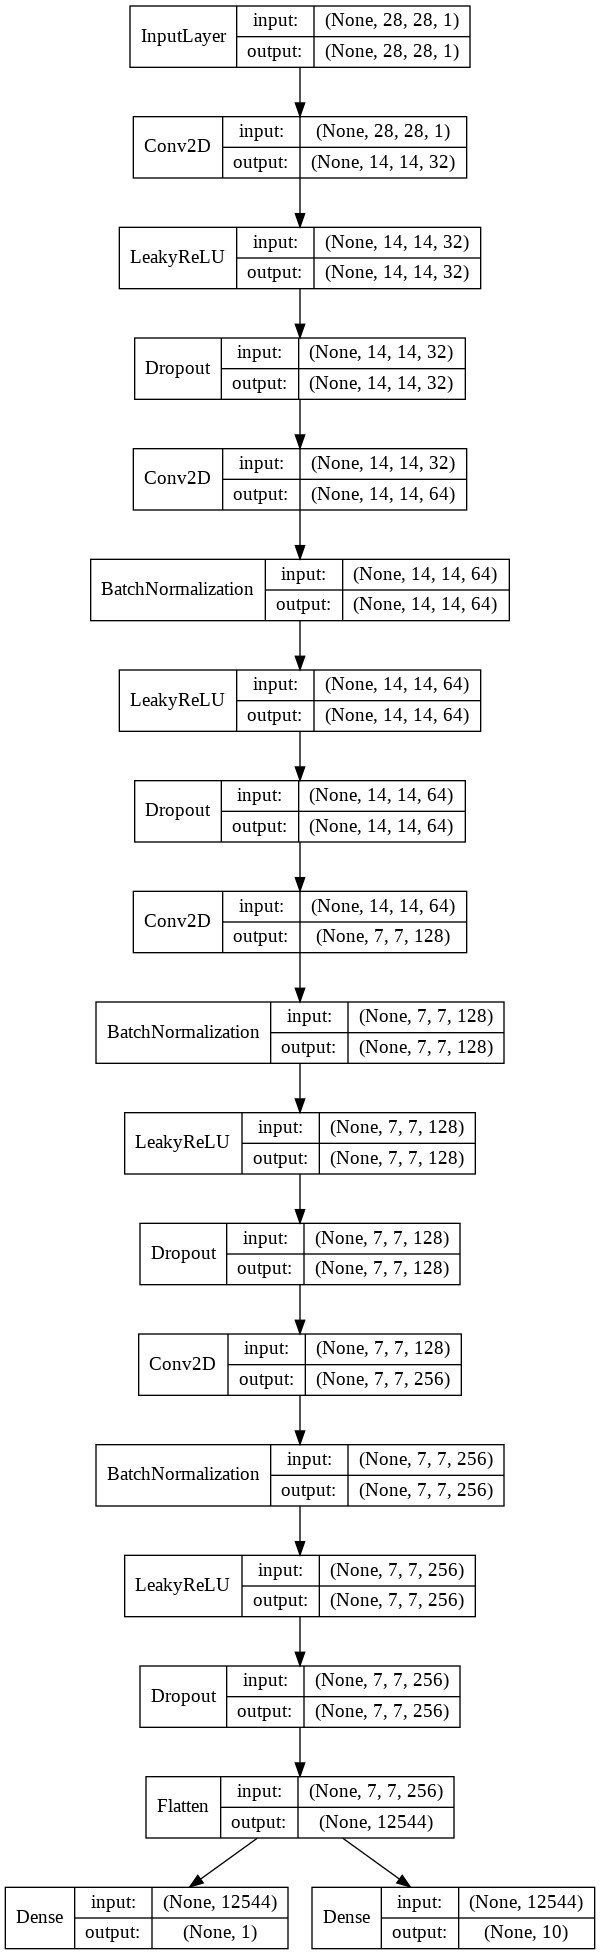 InputLayer
input: (None, 28, 28, 1)
output: (None, 28, 28, 1)
Conv2D
input: (None, 28, 28, 1)
output: (None, 14, 14, 32)
LeakyReLU
input: (None, 14, 14, 32)
output: (None, 14, 14, 32)
Dropout
input: (None, 14, 14, 32)
output: (None, 14, 14, 32)
Conv2D
input: (None, 14, 14, 32)
output: (None, 14, 14, 64)
BatchNormalization
input: (None, 14, 14, 64)
output: (None, 14, 14, 64)
LeakyReLU
input: (None, 14, 14, 64)
output: (None, 14, 14, 64)
Dropout
input: (None, 14, 14, 64)
output: (None, 14, 14, 64)
Conv2D
input: (None, 14, 14, 64)
output: (None, 7, 7, 128)
BatchNormalization
input: (None, 7, 7, 128)
output: (None, 7, 7, 128)
LeakyReLU
input: (None, 7, 7, 128)
output: (None, 7, 7, 128)
Dropout
input: (None, 7, 7, 128)
output: (None, 7, 7, 128)
Conv2D
input: (None, 7, 7, 128)
output: (None, 7, 7, 256)
BatchNormalization
input: (None, 7, 7, 256)
output: (None, 7, 7, 256)
LeakyReLU
input: (None, 7, 7, 256)
output: (None, 7, 7, 256)
Dropout
input: (None, 7, 7, 256)
output: (None, 7, 7, 256)
Flatten
input: (None, 7, 7, 256)
output: (None, 12544)
Dense
input: (None, 12544)
output: (None, 1)
Dense
input: (None, 12544)
output: (None, 10)